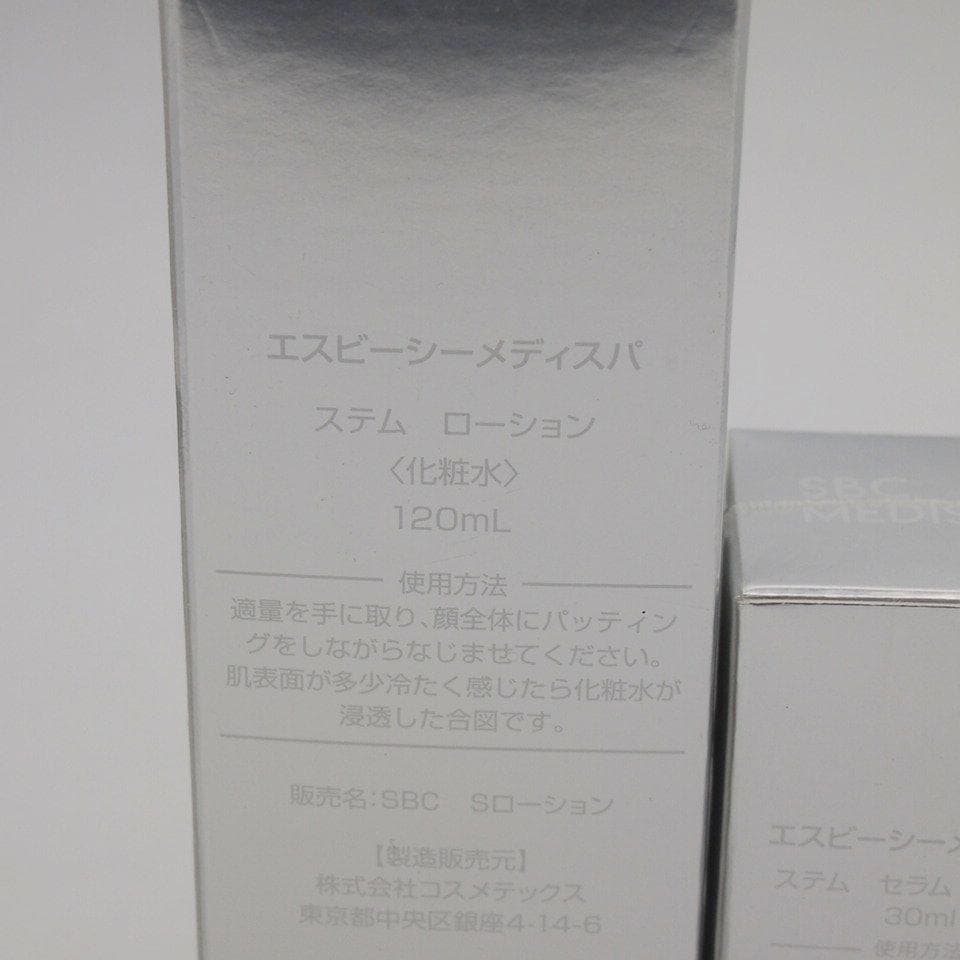 エスビーシーメディスパ
ステム　ローション
〈化粧水〉
120mL
使用方法
適量を手に取り、顔全体にパッティン
グをしながらなじませてください。
肌表面が多少冷たく感じたら化粧水が
浸透した合図です。
販売名:SBC　Sローション
【製造販売元】
株式会社コスメテックス
東京都中央区銀座4-14-6
SBC
MEDI
エスビーシーメ
ステム　セラム
30ml
使用方法